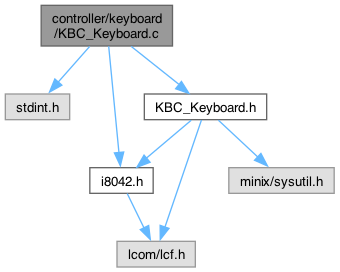 controller/keyboard
/KBC_Keyboard.c
stdint.h
KBC_Keyboard.h
i8042.h
minix/sysutil.h
lcom/lcf.h